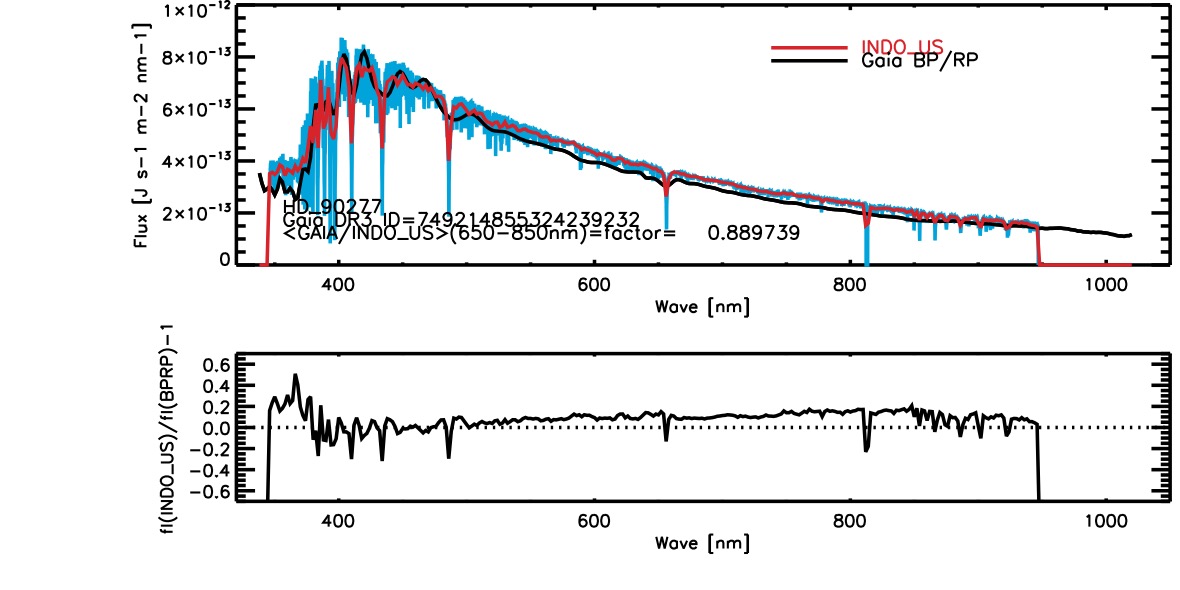 1×10-12
8×10-13
6×10-13
4×10-13
2×10-13
0
Flux [J s-1 m-2 nm-1]
INDO_US
Gaia BP/RP
HD_90277
Gaia DR3 ID=749214855324239232
<GAIA/INDO_US>(650-850nm)=factor= 0.889739
400 600 800 1000
Wave [nm]
fl(INDO_US)/fl(BPRP)-1
0.6
0.4
0.2
0.0
-0.2
-0.4
-0.6
400 600 800 1000
Wave [nm]